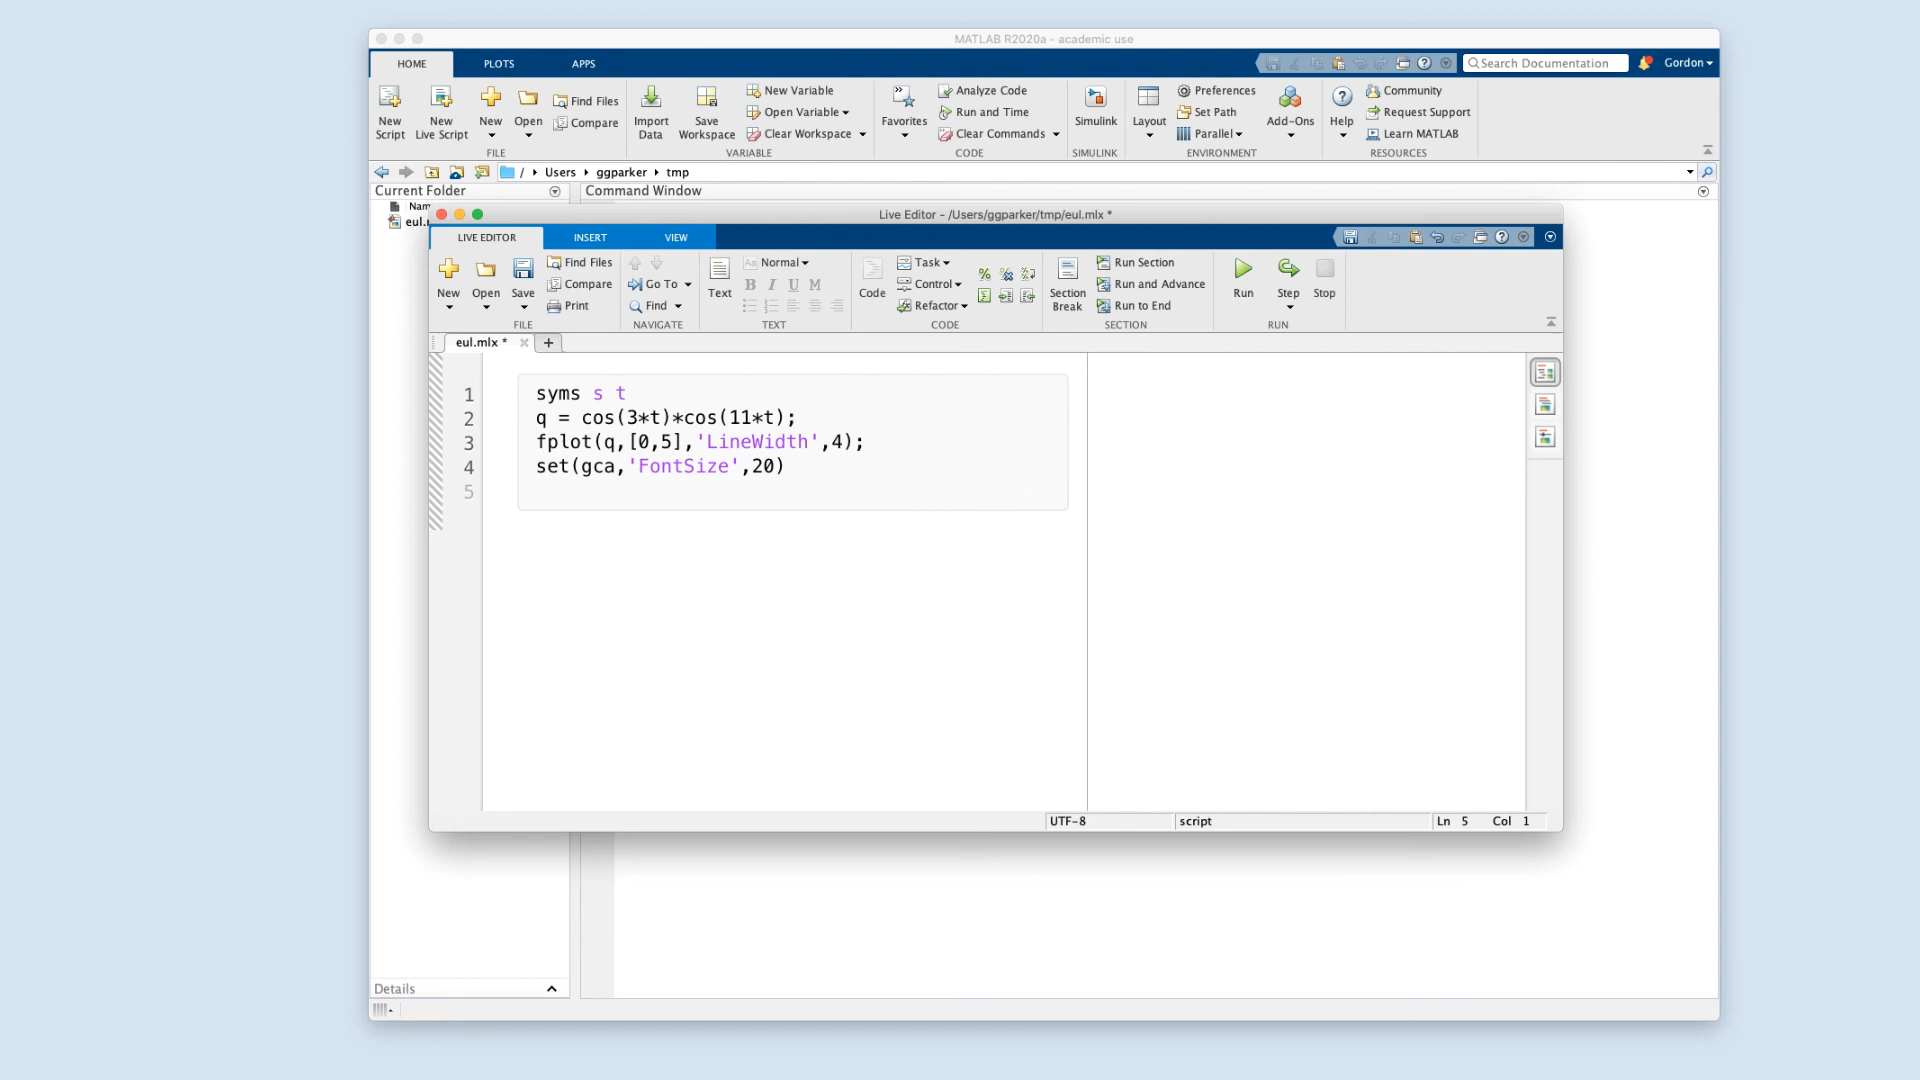 MATLAB R2020a - academic use
HOME PLOTS APPS
Search Documentation Gordon
New Script
New Live Script
New
Open
Find Files
Compare
Import Data
Save Workspace
New Variable
Open Variable
Clear Workspace
Favorites
Analyze Code
Run and Time
Clear Commands
Simulink
Layout
Preferences
Set Path
Parallel
Add-Ons
Help
Community
Request Support
Learn MATLAB
FILE VARIABLE CODE SIMULINK ENVIRONMENT RESOURCES
/ Users ggparker tmp
Current Folder
Command Window
Nam
eul.
Live Editor - /Users/ggparker/tmp/eul.mlx *
LIVE EDITOR INSERT VIEW
New
Open
Save
Find Files
Compare
Print
Go To
Find
Text
Aa Normal
B I U M
Code
Task
Control
Refactor
Section Break
Run Section
Run and Advance
Run to End
Run
Step
Stop
FILE NAVIGATE TEXT CODE SECTION RUN
eul.mlx *
1 syms s t
2 q = cos(3*t)*cos(11*t);
3 fplot(q,[0,5],'LineWidth',4);
4 set(gca,'FontSize',20)
5
UTF-8 script Ln 5 Col 1
Details